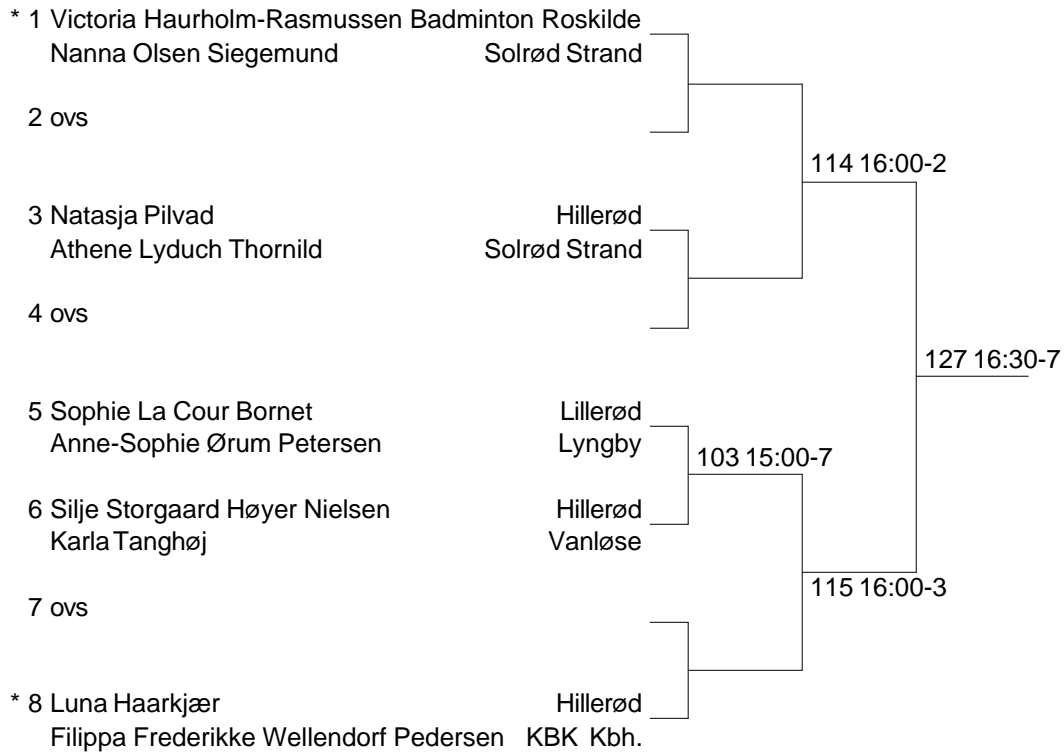 * 1 Victoria Haurholm-Rasmussen Badminton Roskilde
Nanna Olsen Siegemund Solrød Strand
2 ovs
114 16:00-2
3 Natasja Pilvad Hillerød
Athene Lyduch Thornild Solrød Strand
4 ovs
127 16:30-7
5 Sophie La Cour Bornet Lillerød
Anne-Sophie Ørum Petersen Lyngby
103 15:00-7
6 Silje Storgaard Høyer Nielsen Hillerød
Karla Tanghøj Vanløse
115 16:00-3
7 ovs
* 8 Luna Haarkjær Hillerød
Filippa Frederikke Wellendorf Pedersen KBK Kbh.